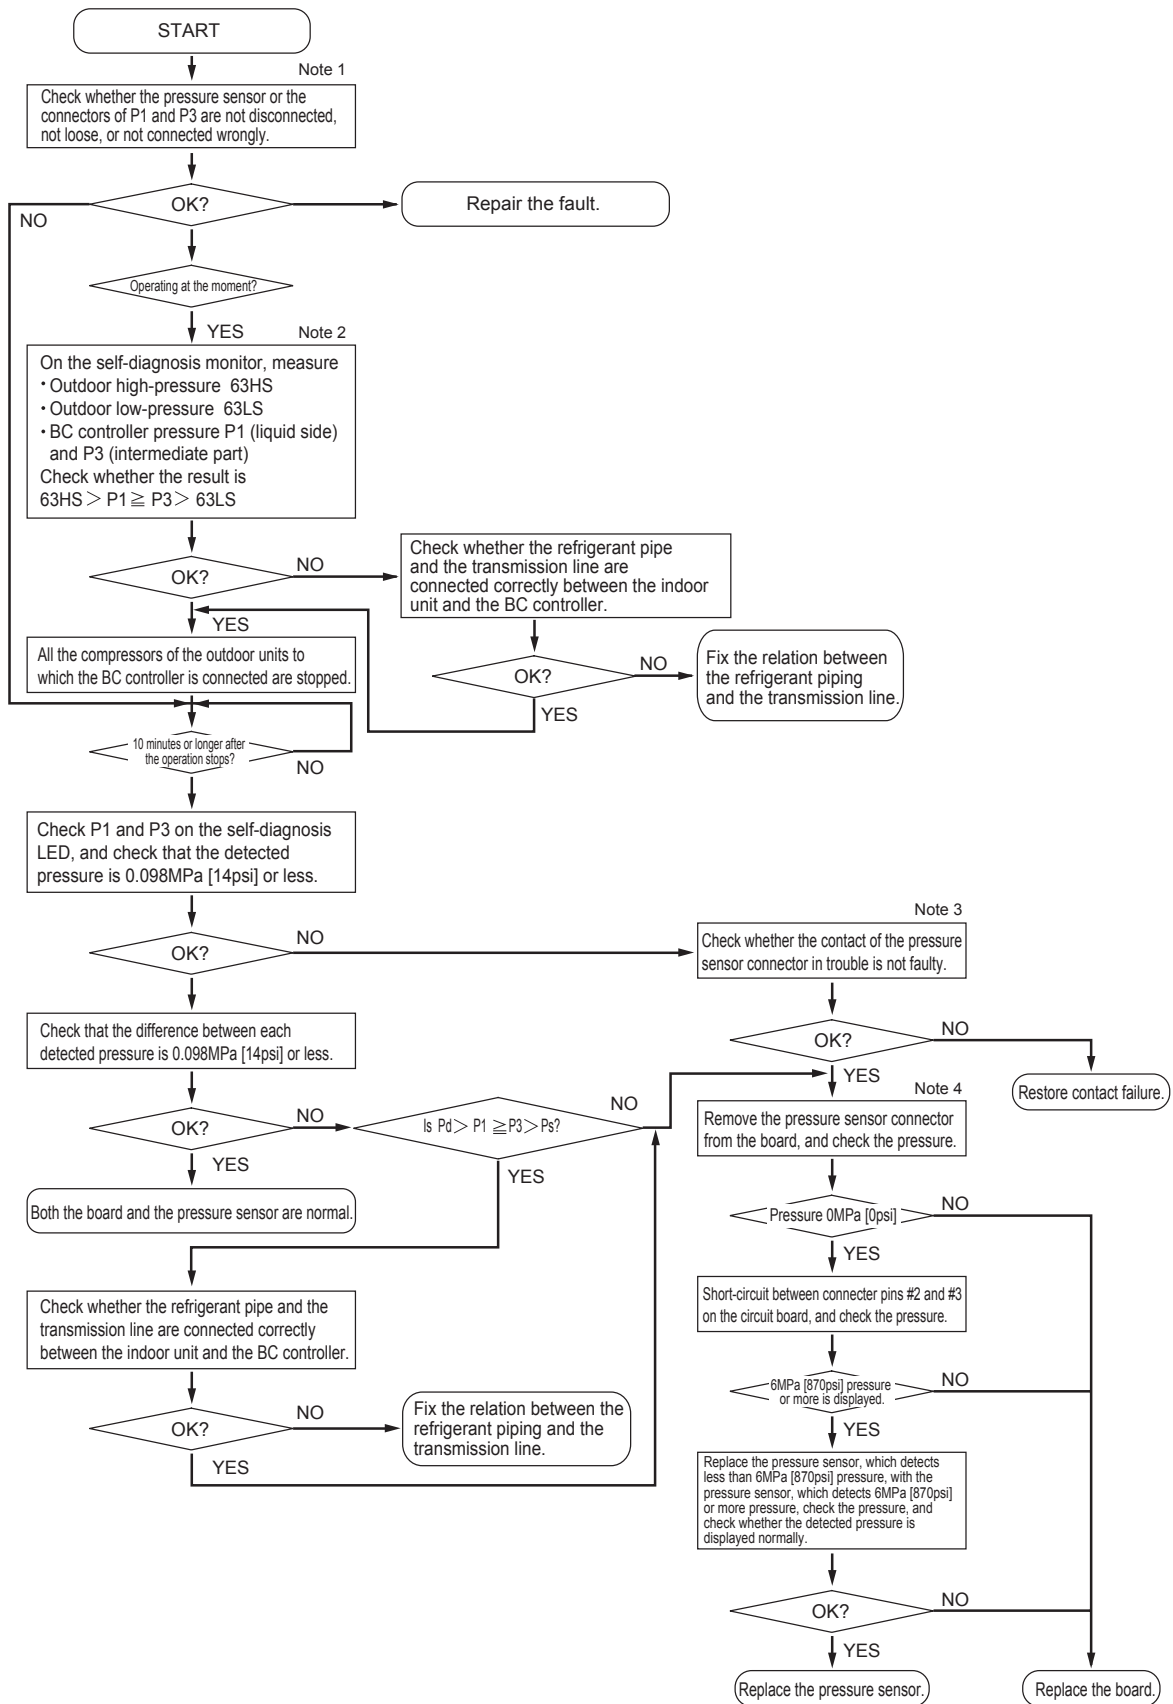 START
Note 1
Check whether the pressure sensor or the
connectors of P1 and P3 are not disconnected,
not loose, or not connected wrongly.
OK?
NO
Repair the fault.
Operating at the moment?
YES
Note 2
On the self-diagnosis monitor, measure
・Outdoor high-pressure 63HS
・Outdoor low-pressure 63LS
・BC controller pressure P1 (liquid side)
and P3 (intermediate part)
Check whether the result is
63HS＞P1≧P3＞63LS
OK?
NO
Check whether the refrigerant pipe
and the transmission line are
connected correctly between the indoor
unit and the BC controller.
YES
All the compressors of the outdoor units to
which the BC controller is connected are stopped.
OK?
NO
Fix the relation between
the refrigerant piping
and the transmission line.
YES
10 minutes or longer after
the operation stops?
NO
Check P1 and P3 on the self-diagnosis
LED, and check that the detected
pressure is 0.098MPa [14psi] or less.
OK?
NO
Note 3
Check whether the contact of the pressure
sensor connector in trouble is not faulty.
Check that the difference between each
detected pressure is 0.098MPa [14psi] or less.
OK?
NO
Restore contact failure.
YES
Note 4
OK?
NO
Is Pd＞P1≧P3＞Ps?
NO
YES
YES
Both the board and the pressure sensor are normal.
Remove the pressure sensor connector
from the board, and check the pressure.
Pressure 0MPa [0psi]
NO
YES
Check whether the refrigerant pipe and the
transmission line are connected correctly
between the indoor unit and the BC controller.
Short-circuit between connecter pins #2 and #3
on the circuit board, and check the pressure.
6MPa [870psi] pressure
or more is displayed.
NO
YES
OK?
NO
Fix the relation between the
refrigerant piping and the
transmission line.
YES
Replace the pressure sensor, which detects
less than 6MPa [870psi] pressure, with the
pressure sensor, which detects 6MPa [870psi]
or more pressure, check the pressure, and
check whether the detected pressure is
displayed normally.
OK?
NO
YES
Replace the pressure sensor.
Replace the board.